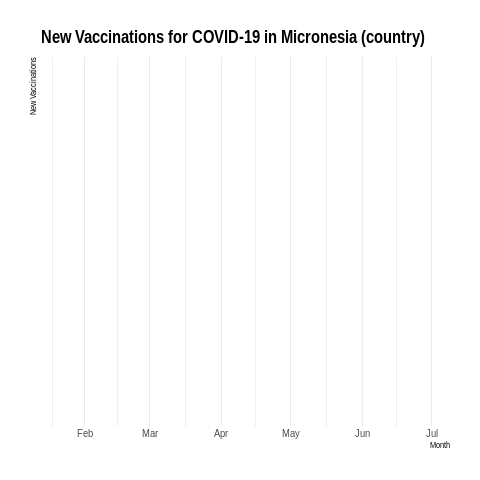 New Vaccinations for COVID-19 in Micronesia (country)
New Vaccinations
Feb Mar Apr May Jun Jul
Month